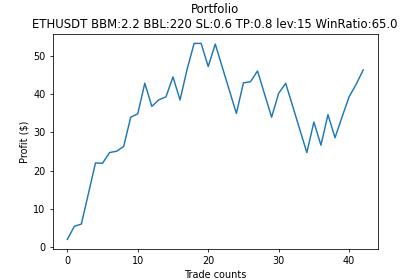 Portfolio
ETHUSDT BBM:2.2 BBL:220 SL:0.6 TP:0.8 lev:15 WinRatio:65.0
Profit ($)
50
40
30
20
10
0
0 10 20 30 40
Trade counts